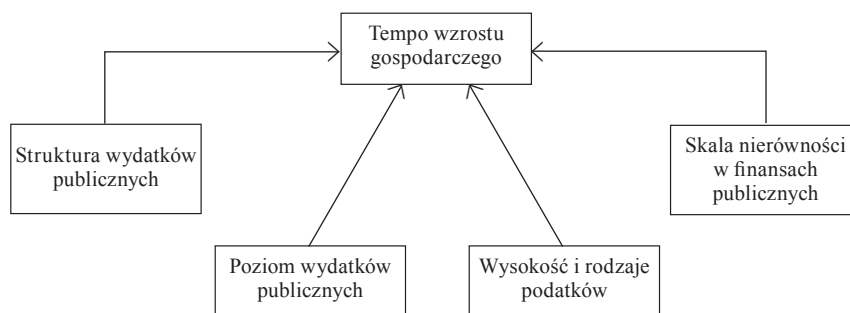 Tempo wzrostu
gospodarczego
Struktura wydatków
publicznych
Skala nierówności
w finansach
publicznych
Poziom wydatków
publicznych
Wysokość i rodzaje
podatków